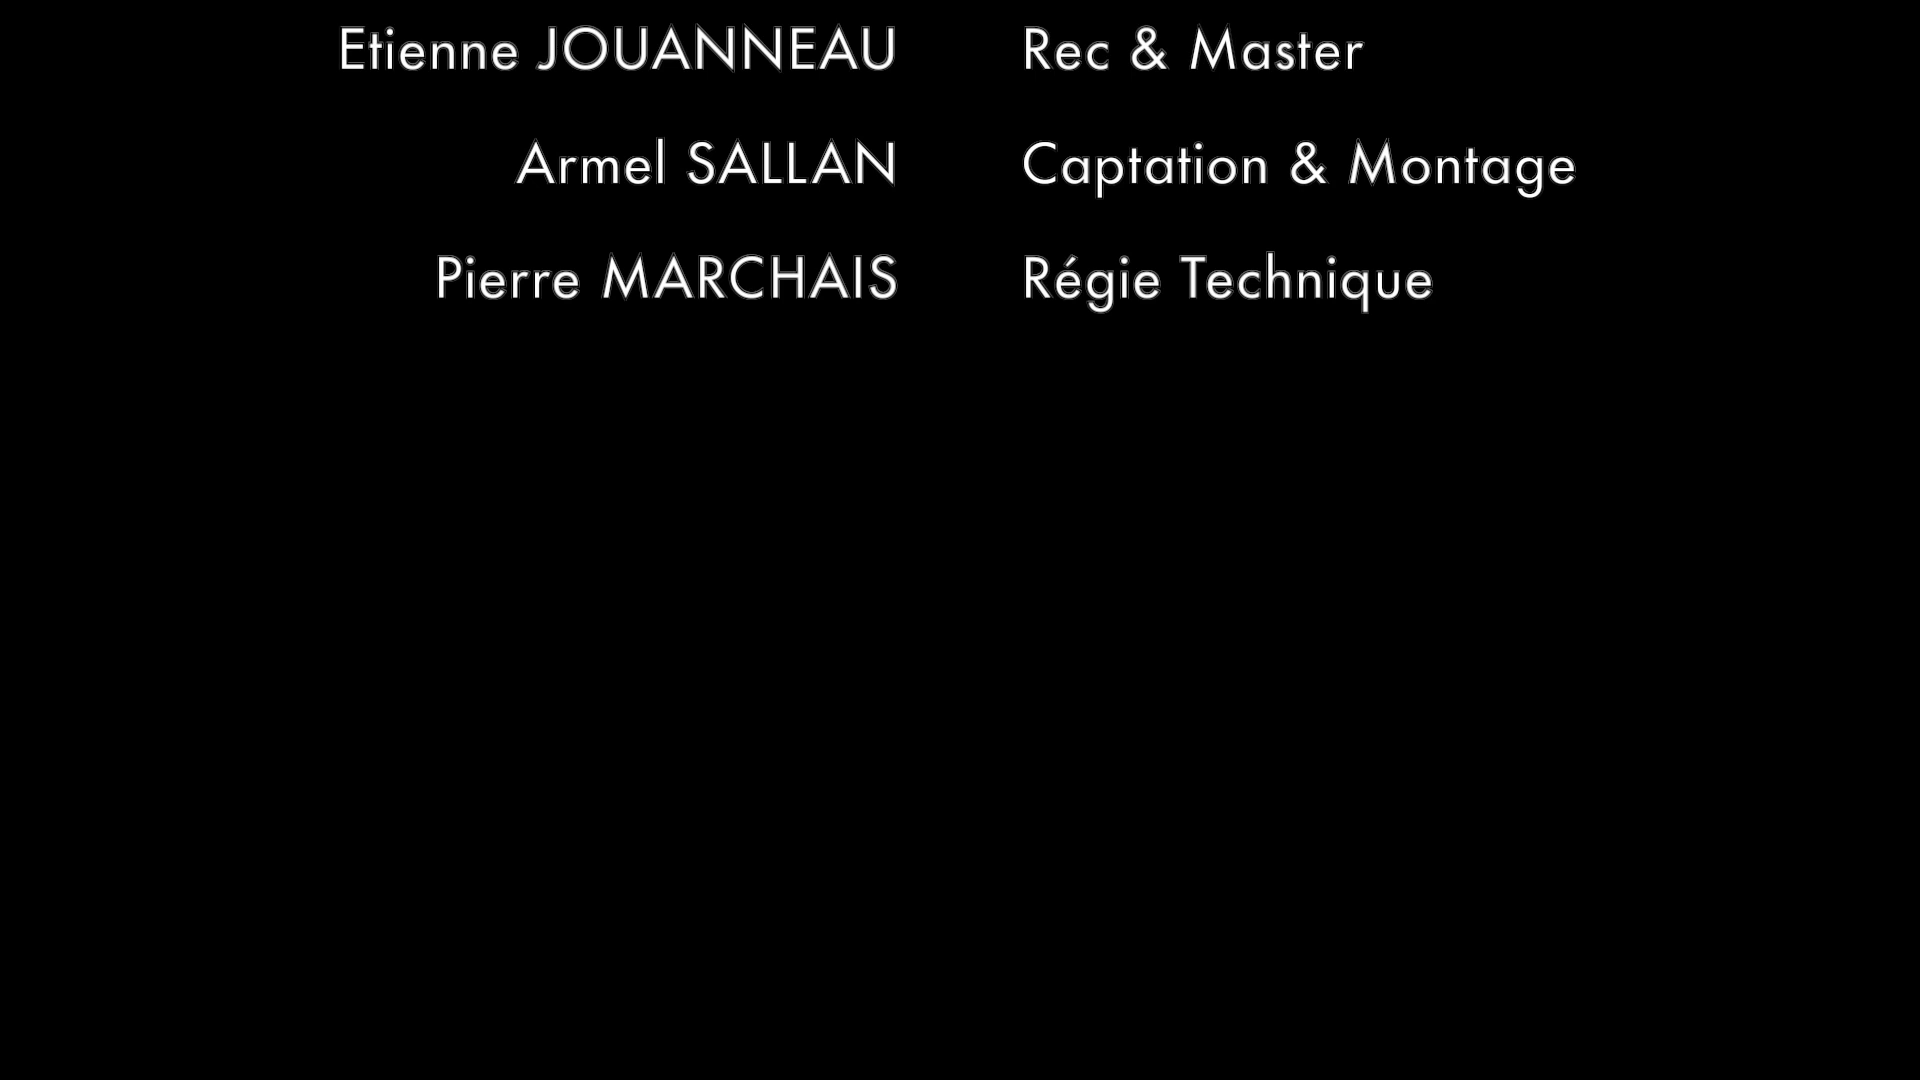 Etienne JOUANNEAU Rec & Master
Armel SALLAN Captation & Montage
Pierre MARCHAIS Régie Technique